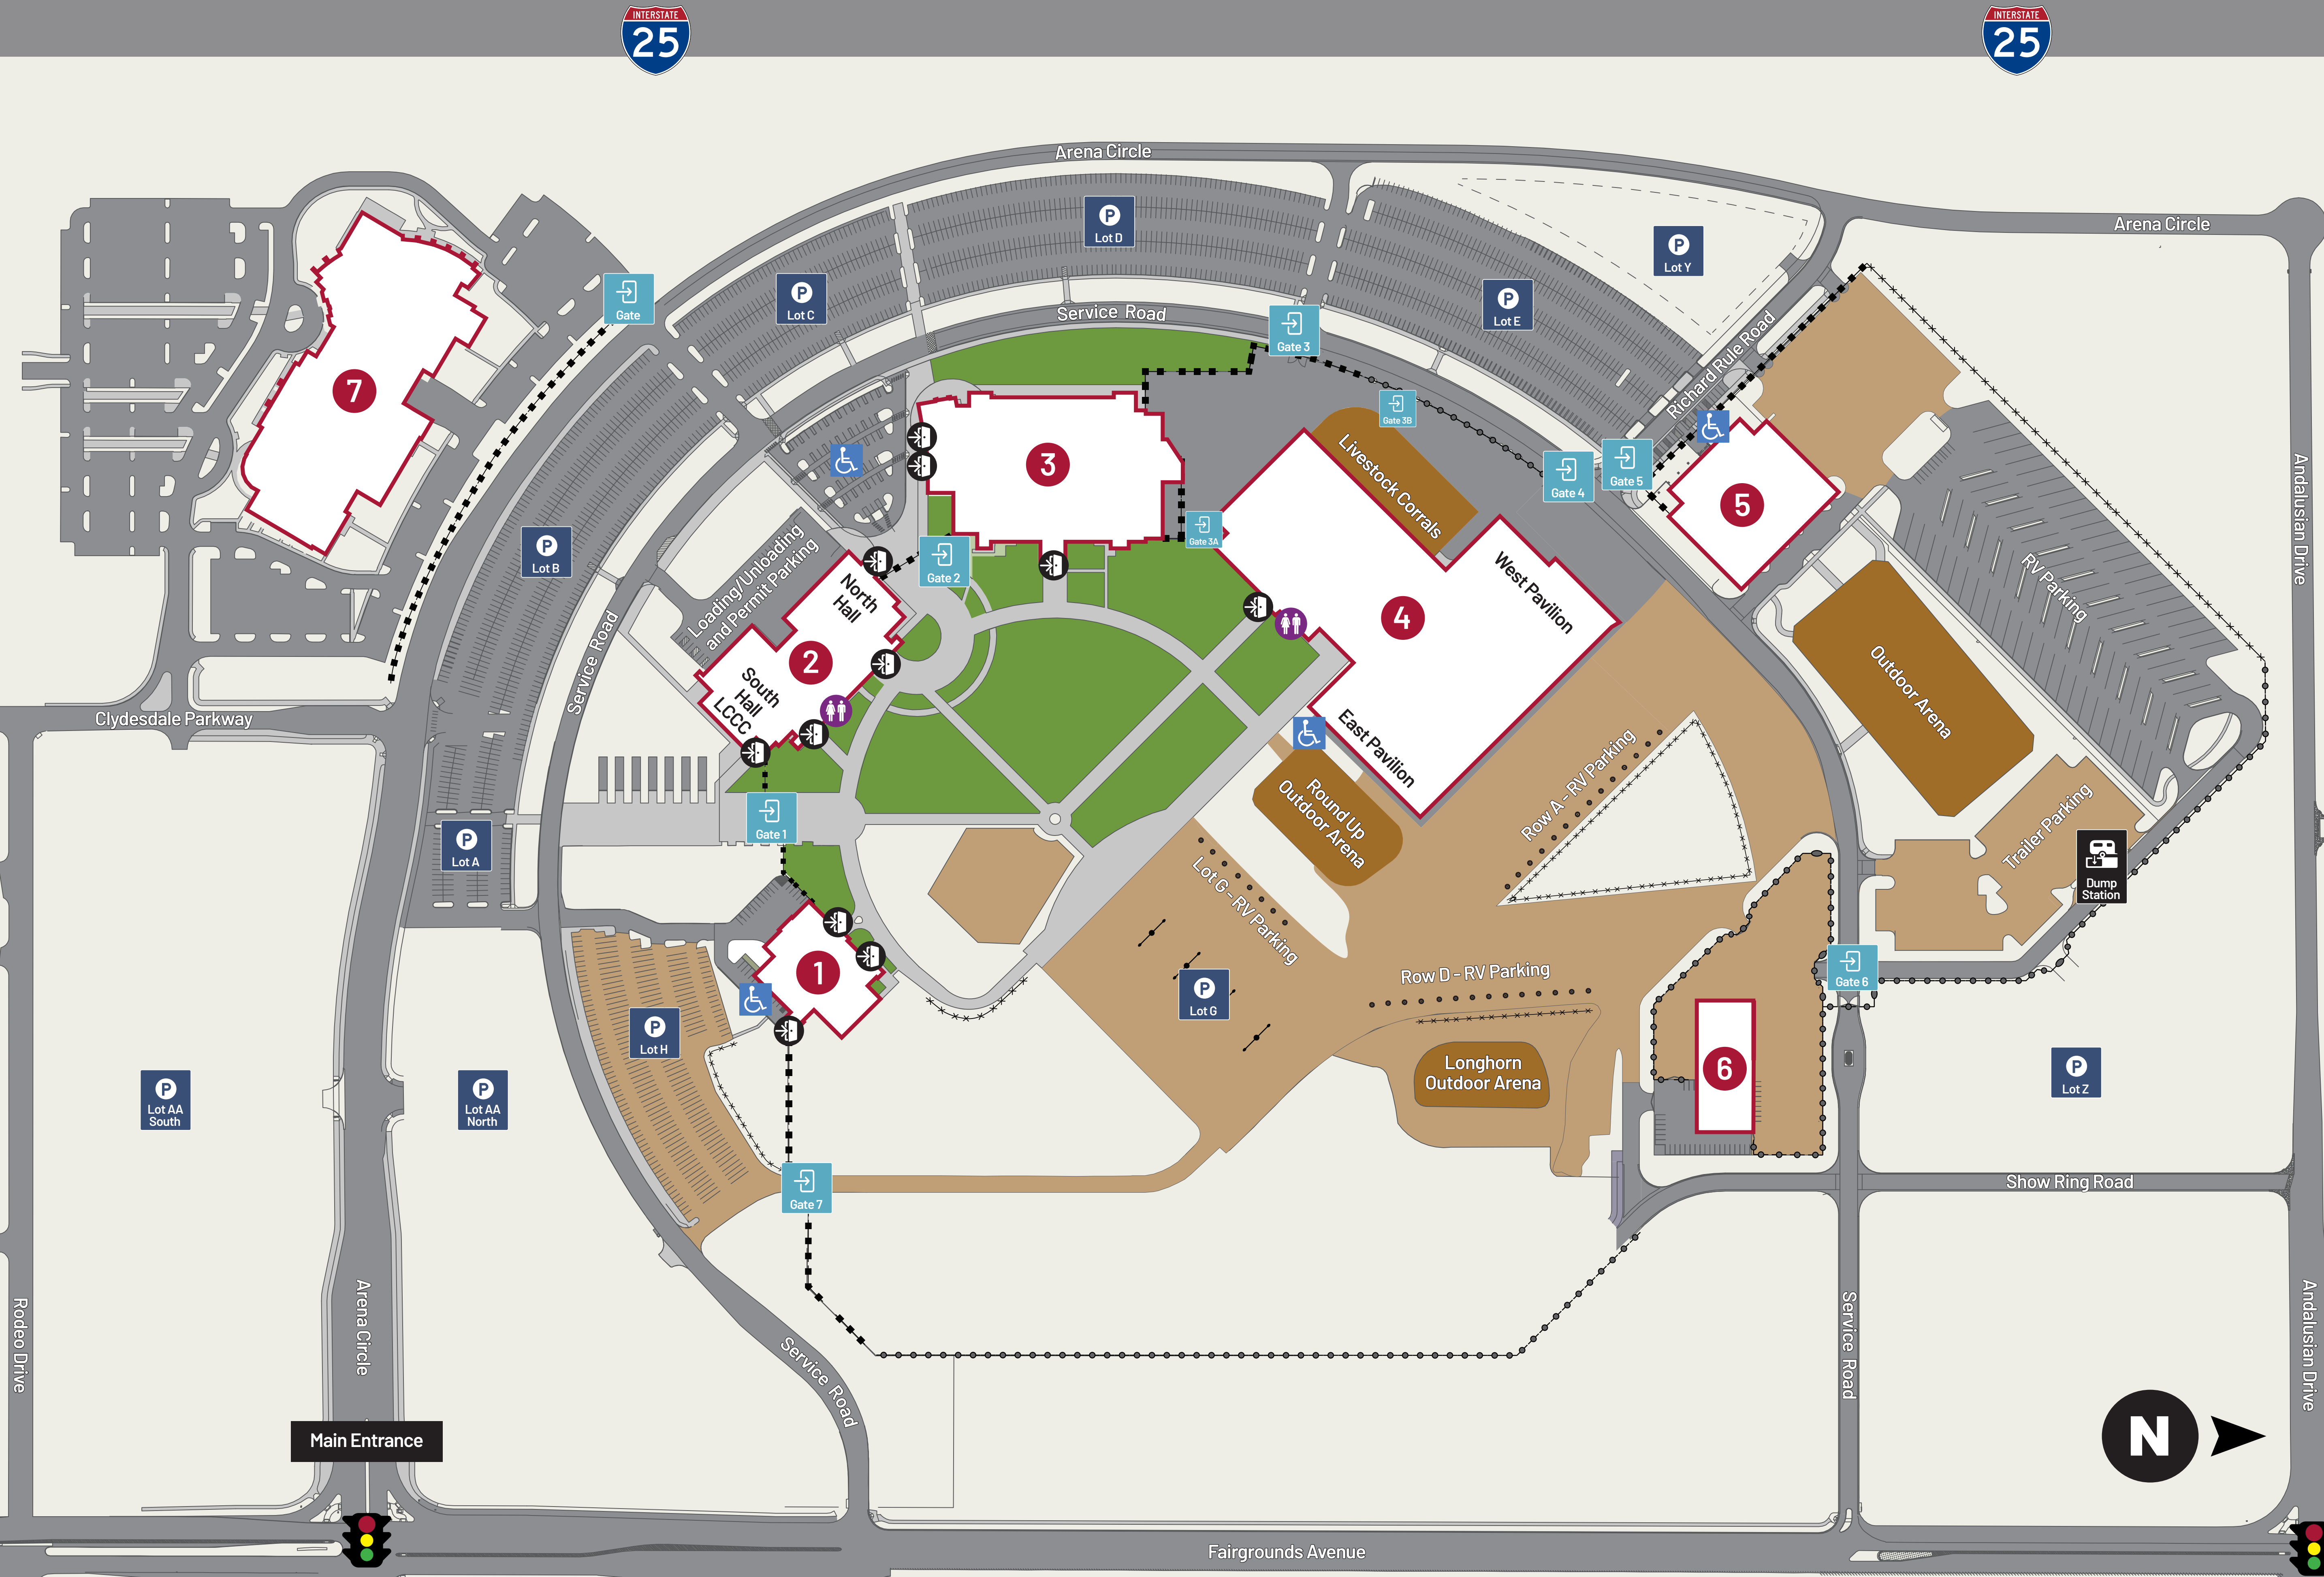 INTERSTATE
25
INTERSTATE
25
Arena Circle
Arena Circle
P
Lot D
P
Lot Y
P
Lot C
P
Lot E
Gate
Service Road
Gate 3
Richard Rule Road
Gate 3B
7
3
Livestock Corrals
Gate 4
Gate 5
5
Andalusian Drive
P
Lot B
Loading/Unloading
and Permit Parking
Gate 2
Gate 3A
North
Hall
2
South
Hall
LCCC
4
West Pavilion
East Pavilion
RV Parking
Outdoor Arena
Service Road
Clydesdale Parkway
Round Up
Outdoor Arena
Row A - RV Parking
Trailer Parking
Dump
Station
Gate 1
P
Lot A
Lot G - RV Parking
1
P
Lot G
Row D - RV Parking
Gate 6
P
Lot H
Longhorn
Outdoor Arena
6
P
Lot Z
P
Lot AA
South
P
Lot AA
North
Gate 7
Show Ring Road
Rodeo Drive
Arena Circle
Service Road
Service Road
Andalusian Drive
Main Entrance
N
Fairgrounds Avenue